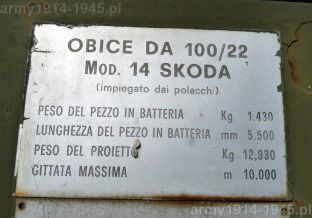 army1914-1945.pl
OBICE DA 100/22
MOD. 14 SKODA
(impiegato dai polacchi)
PESO DEL PEZZO IN BATTERIA Kg 1.430
LUNGHEZZA DEL PEZZO IN BATTERIA mm 5.500
PESO DEL PROIETTO Kg 12,930
GITTATA MASSIMA m 10.000
army1914-1945.pl